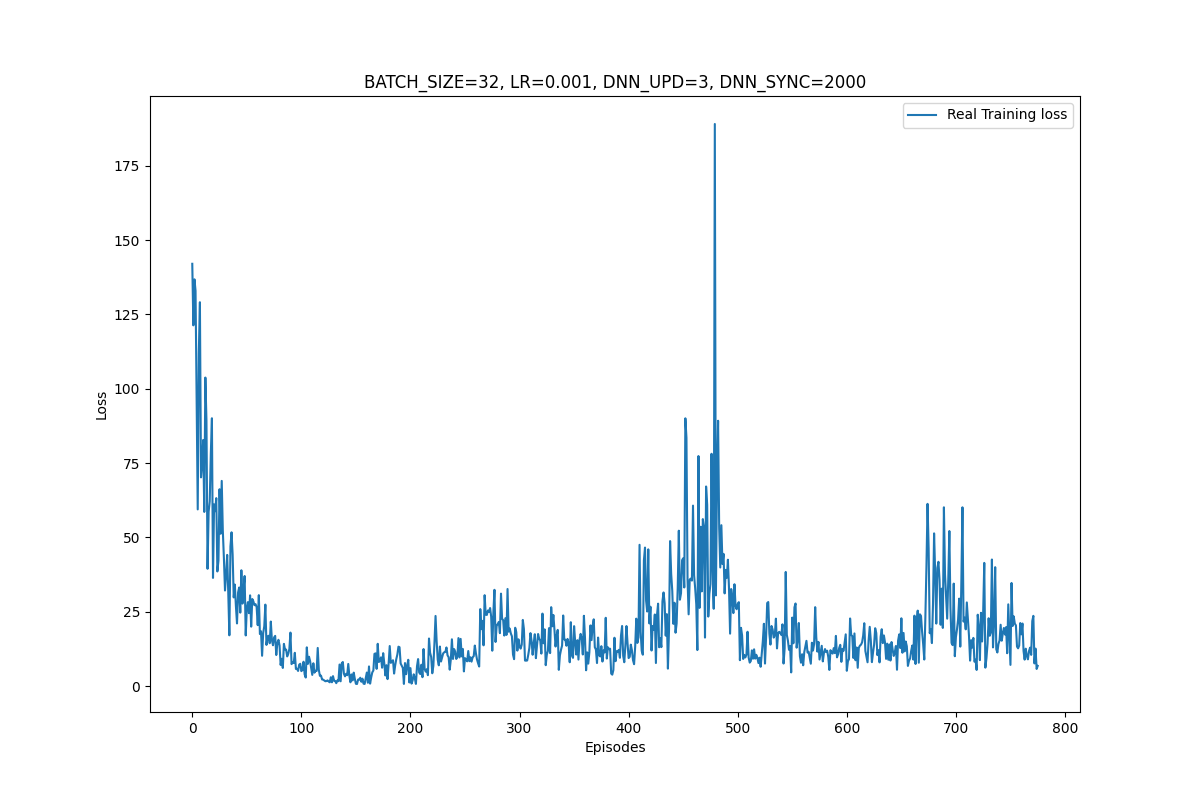 BATCH_SIZE=32, LR=0.001, DNN_UPD=3, DNN_SYNC=2000
Real Training loss
175
150
125
100
75
50
25
0
Loss
0 100 200 300 400 500 600 700 800
Episodes